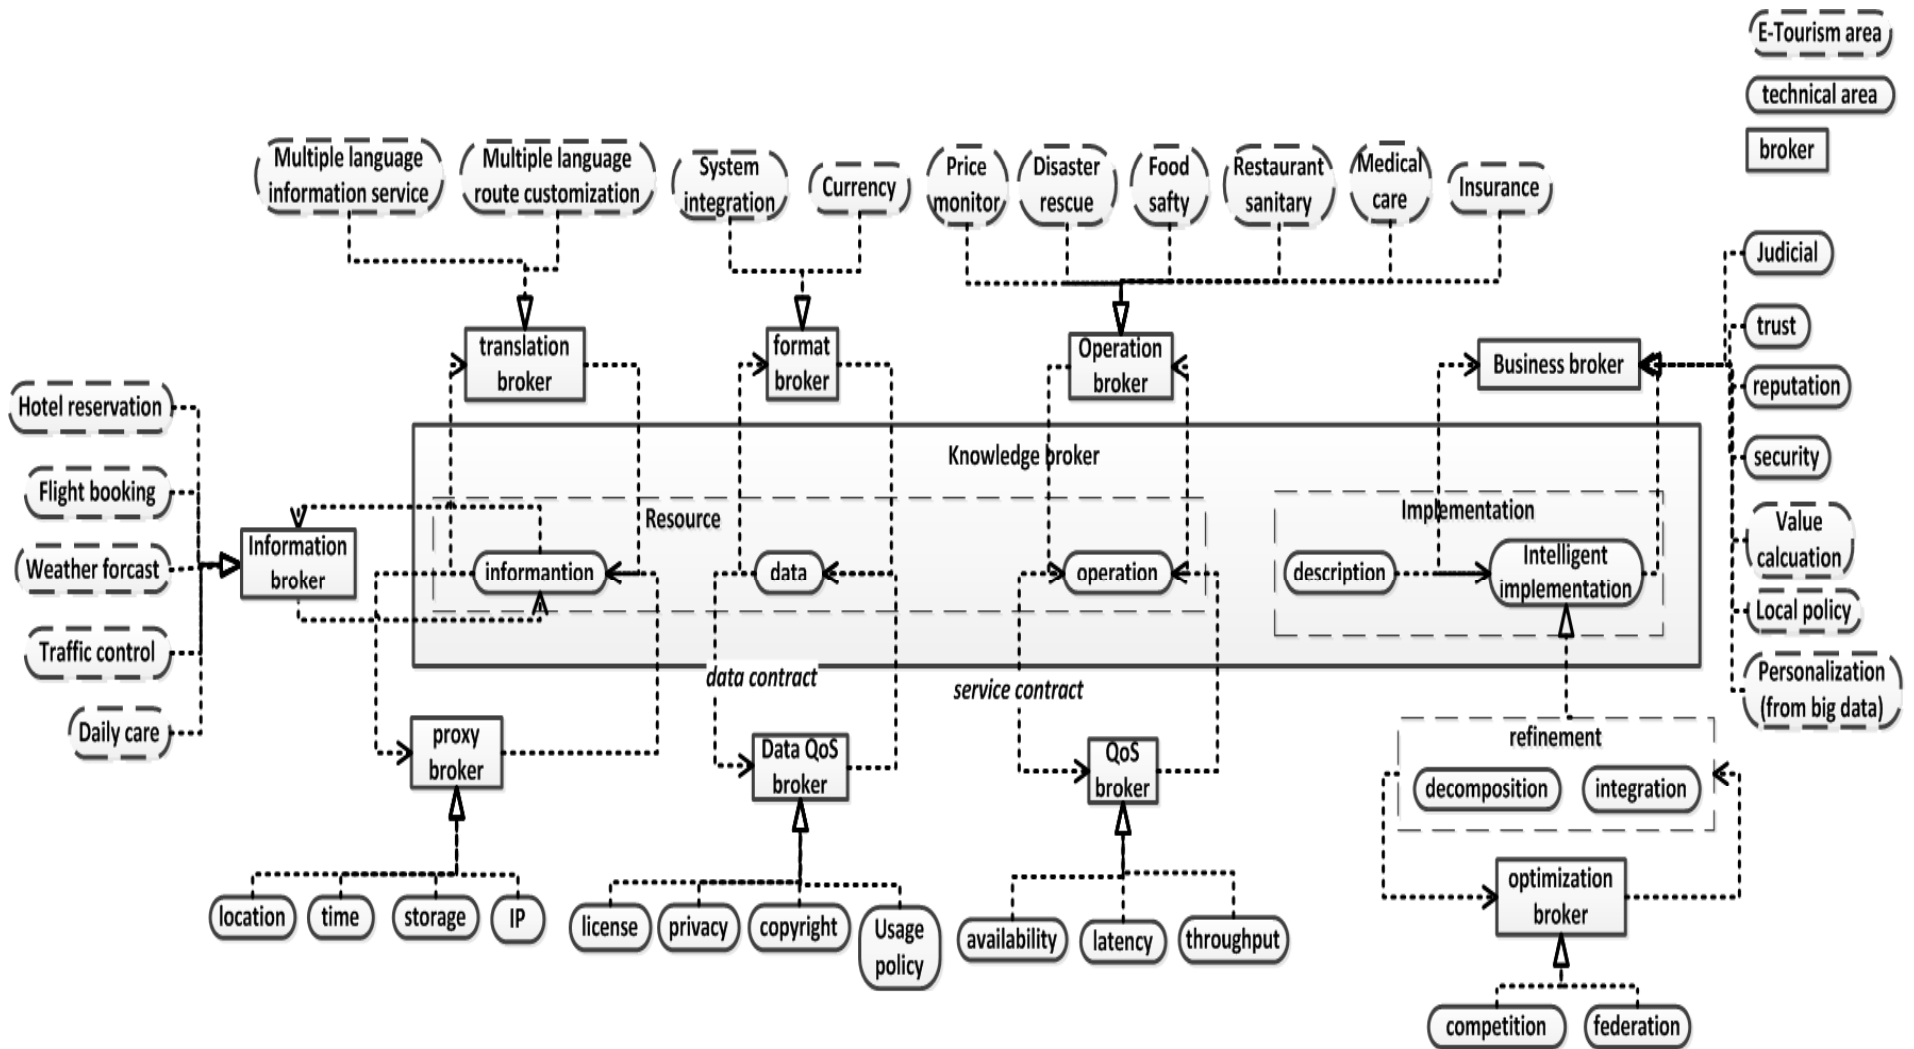 E-Tourism area
technical area
broker
Multiple language
information service
Multiple language
route customization
System
integration
Currency
Price
monitor
Disaster
rescue
Food
safty
Restaurant
sanitary
Medical
care
Insurance
Judicial
trust
reputation
security
Value
calcuation
Local policy
Personalization
(from big data)
translation
broker
format
broker
Operation
broker
Business broker
Hotel reservation
Flight booking
Weather forcast
Traffic control
Daily care
Information
broker
Knowledge broker
Resource
Implementation
informantion
data
operation
description
Intelligent
implementation
data contract
service contract
proxy
broker
Data QoS
broker
QoS
broker
refinement
decomposition
integration
optimization
broker
location
time
storage
IP
license
privacy
copyright
Usage
policy
availability
latency
throughput
competition
federation